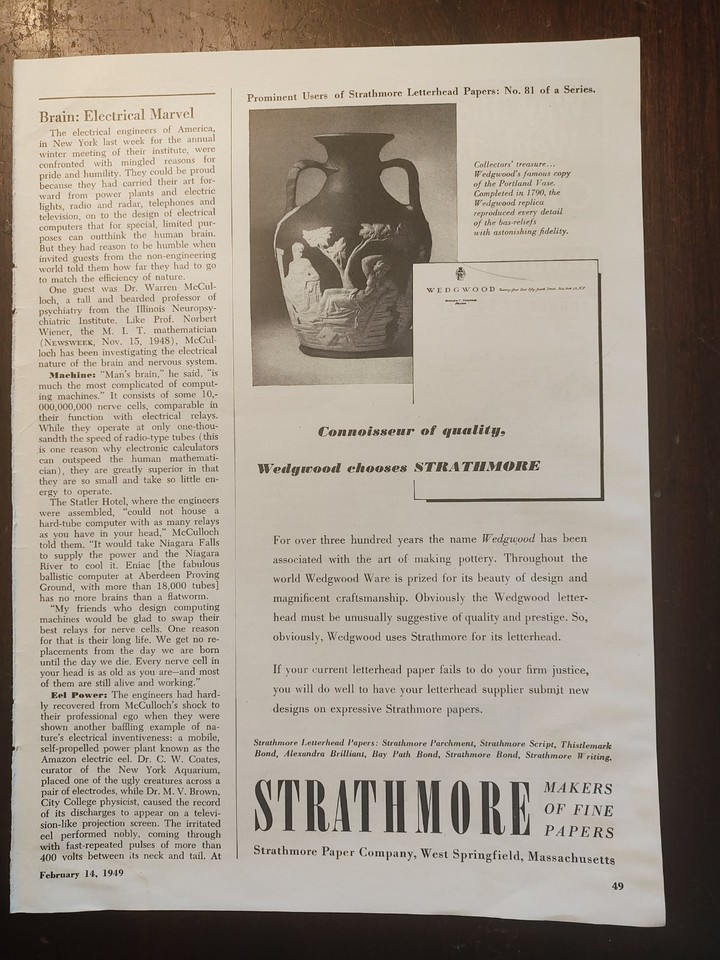 Brain: Electrical Marvel
The electrical engineers of America,
in New York last week for the annual
winter meeting of their institute, were
confronted with mingled reasons for
pride and humility. They could be proud
because they had carried their art for-
ward from power plants and electric
lights, radio and radar, telephones and
television, on to the design of electrical
computers that for special, limited pur-
poses can outthink the human brain.
But they had reason to be humble when
invited guests from the non-engineering
world told them how far they had to go
to match the efficiency of nature.
One guest was Dr. Warren McCul-
loch, a tall and bearded professor of
psychiatry from the Illinois Neuropsy-
chiatric Institute. Like Prof. Norbert
Wiener, the M. I. T. mathematician
(NEWSWEEK, Nov. 15, 1948), McCul-
loch has been investigating the electrical
nature of the brain and nervous system.
Machine: "Man's brain," he said, "is
much the most complicated of comput-
ing machines." It consists of some 10,-
000,000,000 nerve cells, comparable in
their function with electrical relays.
While they operate at only one-thou-
sandth the speed of radio-type tubes (this
is one reason why electronic calculators
can outspeed the human mathemati-
cian), they are greatly superior in that
they are so small and take so little en-
ergy to operate.
The Statler Hotel, where the engineers
were assembled, "could not house a
hard-tube computer with as many relays
as you have in your head," McCulloch
told them. "It would take Niagara Falls
to supply the power and the Niagara
River to cool it. Eniac [the fabulous
ballistic computer at Aberdeen Proving
Ground, with more than 18,000 tubes]
has no more brains than a flatworm.
"My friends who design computing
machines would be glad to swap their
best relays for nerve cells. One reason
for that is their long life. We get no re-
placements from the day we are born
until the day we die. Every nerve cell in
your head is as old as you are—and most
of them are still alive and working."
Eel Power: The engineers had hard-
ly recovered from McCulloch's shock to
their professional ego when they were
shown another baffling example of na-
ture's electrical inventiveness: a mobile,
self-propelled power plant known as the
Amazon electric eel. Dr. C. W. Coates,
curator of the New York Aquarium,
placed one of the ugly creatures across a
pair of electrodes, while Dr. M. V. Brown,
City College physicist, caused the record
of its discharges to appear on a televi-
sion-like projection screen. The irritated
eel performed nobly, coming through
with fast-repeated pulses of more than
400 volts between its neck and tail. At
February 14, 1949
Prominent Users of Strathmore Letterhead Papers: No. 81 of a Series.
Collectors' treasure...
Wedgwood's famous copy
of the Portland Vase.
Completed in 1790, the
Wedgwood replica
reproduced every detail
of the bas-reliefs
with astonishing fidelity.
WEDGWOOD
Connoisseur of quality,
Wedgwood chooses STRATHMORE
For over three hundred years the name Wedgwood has been
associated with the art of making pottery. Throughout the
world Wedgwood Ware is prized for its beauty of design and
magnificent craftsmanship. Obviously the Wedgwood letter-
head must be unusually suggestive of quality and prestige. So,
obviously, Wedgwood uses Strathmore for its letterhead.
If your current letterhead paper fails to do your firm justice,
you will do well to have your letterhead supplier submit new
designs on expressive Strathmore papers.
Strathmore Letterhead Papers: Strathmore Parchment, Strathmore Script, Thistlemark
Bond, Alexandra Brilliant, Bay Path Bond, Strathmore Bond, Strathmore Writing.
STRATHMORE
MAKERS
OF FINE
PAPERS
Strathmore Paper Company, West Springfield, Massachusetts
49